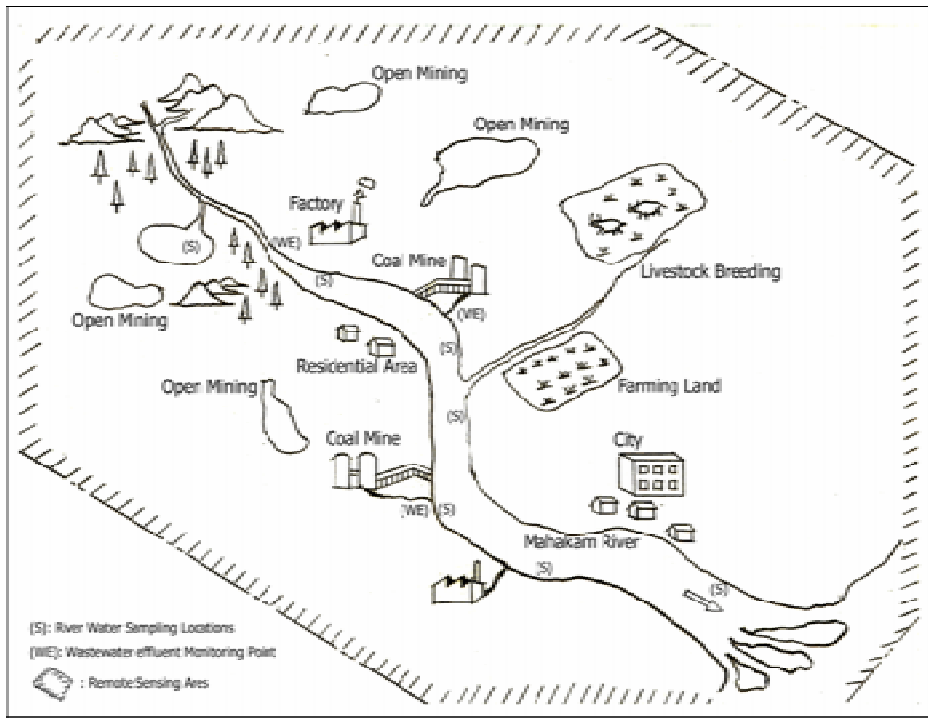 Open Mining
Open Mining
Factory
(S)
(WE)
Coal Mine
Livestock Breeding
(S)
Open Mining
(WE)
(S)
Residential Area
Oper Mining
Farming Land
(S)
Coal Mine
City
(WE)
(S)
Mahakam River
(S)
(S)
(S): River Water Sampling Locations
(WE): Wastewater effluent Monitoring Point
: Remote Sensing Area